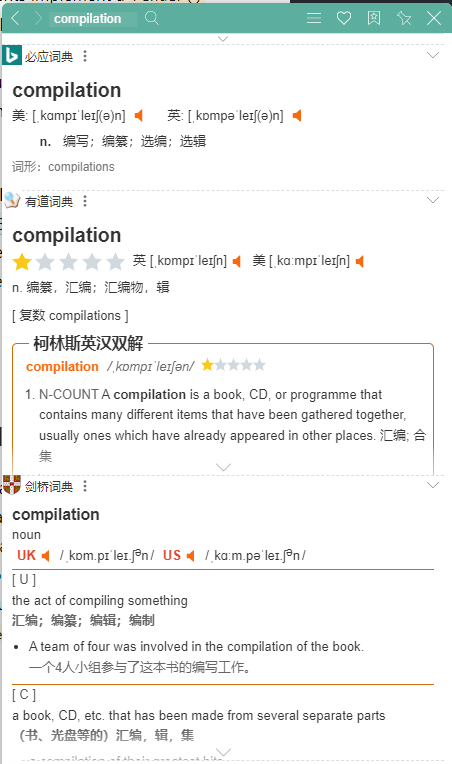 compilation
必应词典
compilation
美: [ˌkɑmpɪˈleɪʃ(ə)n] 英: [ˌkɒmpəˈleɪʃ(ə)n]
n. 编写；编纂；选编；选辑
词形：compilations
有道词典
compilation
英 [ˌkɒmpɪˈleɪʃn] 美 [ˌkɑːmpɪˈleɪʃn]
n. 编纂，汇编；汇编物，辑
[ 复数 compilations ]
柯林斯英汉双解
compilation /ˌkɒmpɪˈleɪʃən/
1. N-COUNT A compilation is a book, CD, or programme that
contains many different items that have been gathered together,
usually ones which have already appeared in other places. 汇编; 合
集
剑桥词典
compilation
noun
UK /ˌkɒm.pɪˈleɪ.ʃᵊn/ US /ˌkɑːm.pəˈleɪ.ʃᵊn/
[ U ]
the act of compiling something
汇编；编纂；编辑；编制
• A team of four was involved in the compilation of the book.
一个4人小组参与了这本书的编写工作。
[ C ]
a book, CD, etc. that has been made from several separate parts
（书、光盘等的）汇编，辑，集